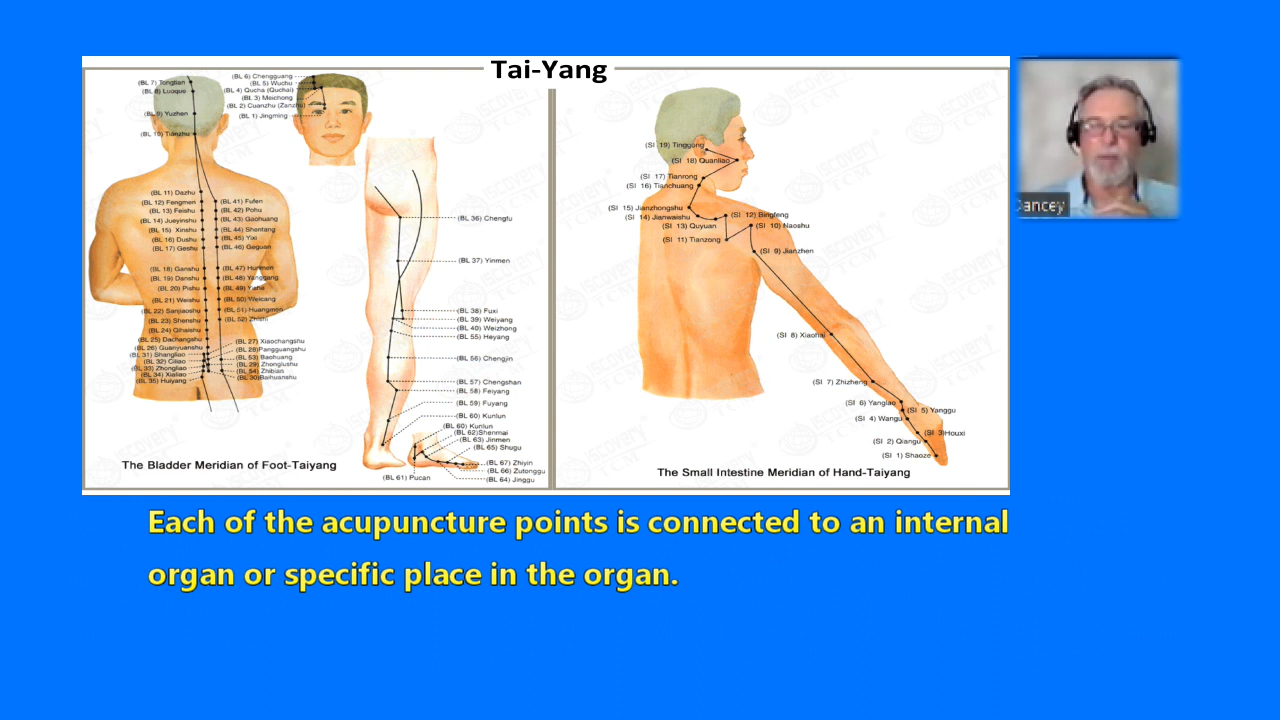 Tai-Yang
(BL 7) Tongtian
(BL 8) Luoque
(BL 9) Yuzhen
(BL 10) Tianzhu
(BL 6) Chengguang
(BL 5) Wuchu
(BL 4) Qucha (Quchai)
(BL 3) Meichong
(BL 2) Cuanzhu (Zanzhu)
(BL 1) Jingming
(BL 11) Dazhu
(BL 12) Fengmen
(BL 13) Feishu
(BL 14) Jueyinshu
(BL 15) Xinshu
(BL 16) Dushu
(BL 17) Geshu
(BL 18) Ganshu
(BL 19) Danshu
(BL 20) Pishu
(BL 21) Weishu
(BL 22) Sanjiaoshu
(BL 23) Shenshu
(BL 24) Qihaishu
(BL 25) Dachangshu
(BL 26) Guanyuanshu
(BL 31) Shangliao
(BL 32) Ciliao
(BL 33) Zhongliao
(BL 34) Xialiao
(BL 35) Huiyang
(BL 41) Fufen
(BL 42) Pohu
(BL 43) Gaohuang
(BL 44) Shentang
(BL 45) Yixi
(BL 46) Geguan
(BL 47) Hunmen
(BL 48) Yanggang
(BL 49) Yishe
(BL 50) Weicang
(BL 51) Huangmen
(BL 52) Zhishi
(BL 27) Xiaochangshu
(BL 28) Pangguangshu
(BL 53) Baohuang
(BL 29) Zhonglushu
(BL 54) Zhibian
(BL 30) Baihuanshu
(BL 36) Chengfu
(BL 37) Yinmen
(BL 38) Fuxi
(BL 39) Weiyang
(BL 40) Weizhong
(BL 55) Heyang
(BL 56) Chengjin
(BL 57) Chengshan
(BL 58) Feiyang
(BL 59) Fuyang
(BL 60) Kunlun
(BL 60) Kunlun
(BL 62)Shenmai
(BL 63) Jinmen
(BL 65) Shugu
(BL 67) Zhiyin
(BL 66) Zutonggu
(BL 64) Jinggu
(BL 61) Pucan
The Bladder Meridian of Foot-Taiyang
(SI 19) Tinggong
(SI 18) Quanliao
(SI 17) Tianrong
(SI 16) Tianchuang
(SI 15) Jianzhongshu
(SI 14) Jianwaishu
(SI 12) Bingfeng
(SI 13) Quyuan
(SI 10) Naoshu
(SI 11) Tianzong
(SI 9) Jianzhen
(SI 8) Xiaohai
(SI 7) Zhizheng
(SI 6) Yanglao
(SI 5) Yanggu
(SI 4) Wangu
(SI 3)Houxi
(SI 2) Qiangu
(SI 1) Shaoze
The Small Intestine Meridian of Hand-Taiyang
Dancey
Each of the acupuncture points is connected to an internal
organ or specific place in the organ.